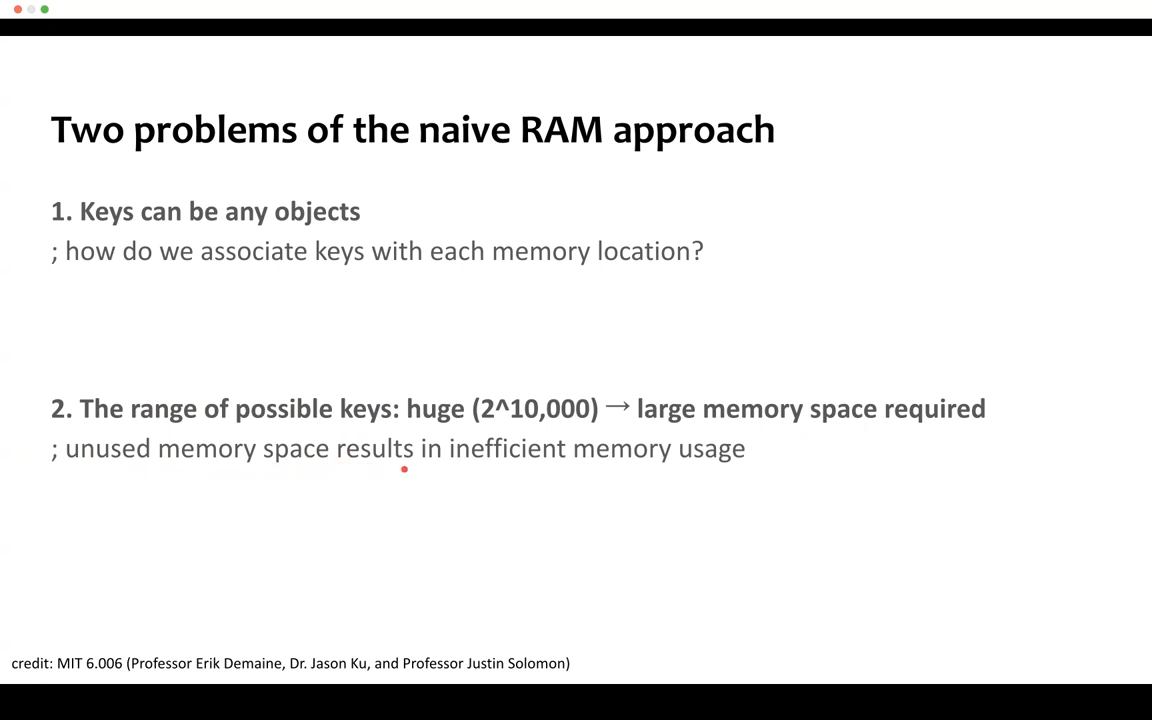 Two problems of the naive RAM approach
1. Keys can be any objects
; how do we associate keys with each memory location?
2. The range of possible keys: huge (2^10,000) → large memory space required
; unused memory space results in inefficient memory usage
credit: MIT 6.006 (Professor Erik Demaine, Dr. Jason Ku, and Professor Justin Solomon)